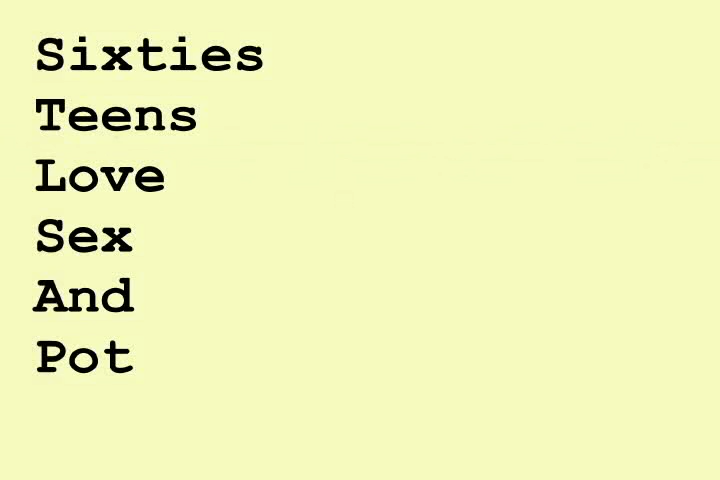 Sixties
Teens
Love
Sex
And
Pot